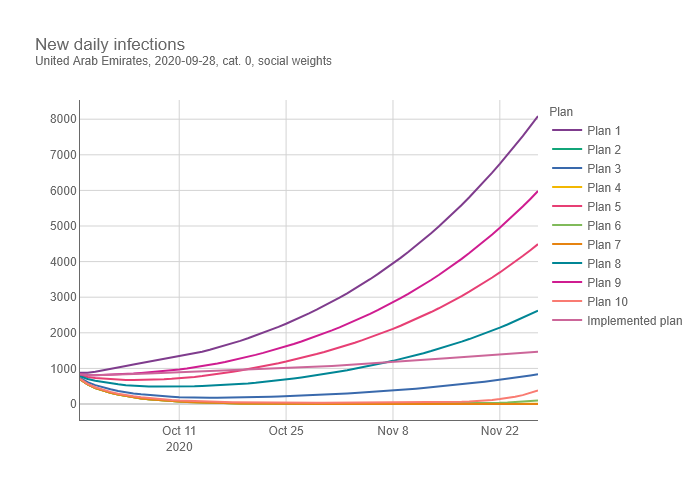 New daily infections
United Arab Emirates, 2020-09-28, cat. 0, social weights
8000
7000
6000
5000
4000
3000
2000
1000
0
Oct 11
2020
Oct 25
Nov 8
Nov 22
Plan
Plan 1
Plan 2
Plan 3
Plan 4
Plan 5
Plan 6
Plan 7
Plan 8
Plan 9
Plan 10
Implemented plan